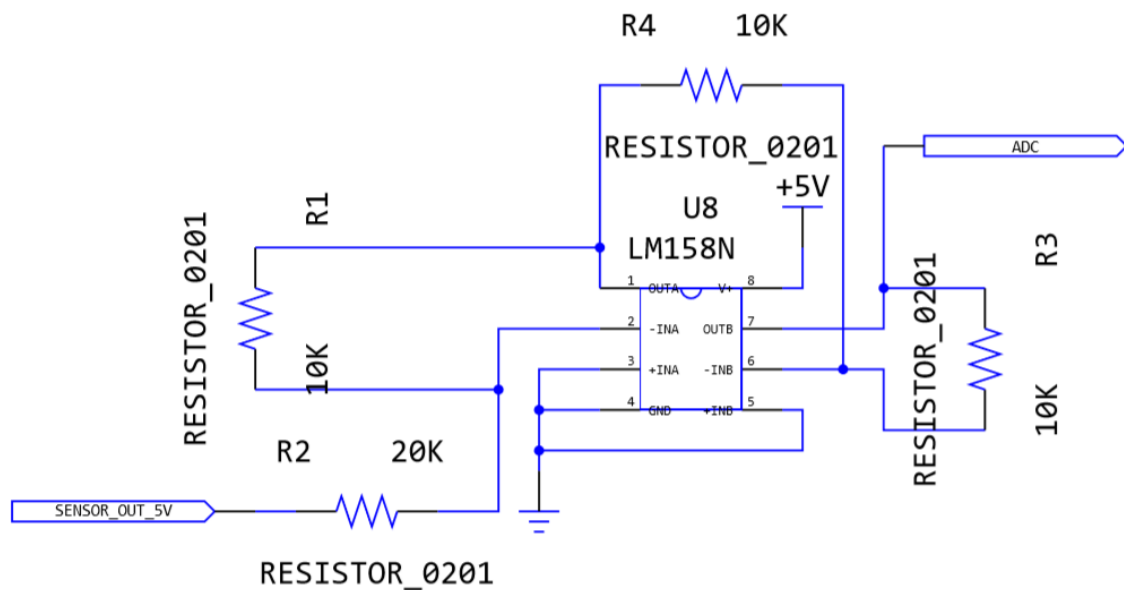 R4 10K
RESISTOR_0201
ADC
+5V
U8
LM158N
R1
RESISTOR_0201
10K
R3
RESISTOR_0201
10K
1 OUTA V+ 8
2 -INA OUTB 7
3 +INA -INB 6
4 GND +INB 5
R2 20K
SENSOR_OUT_5V
RESISTOR_0201